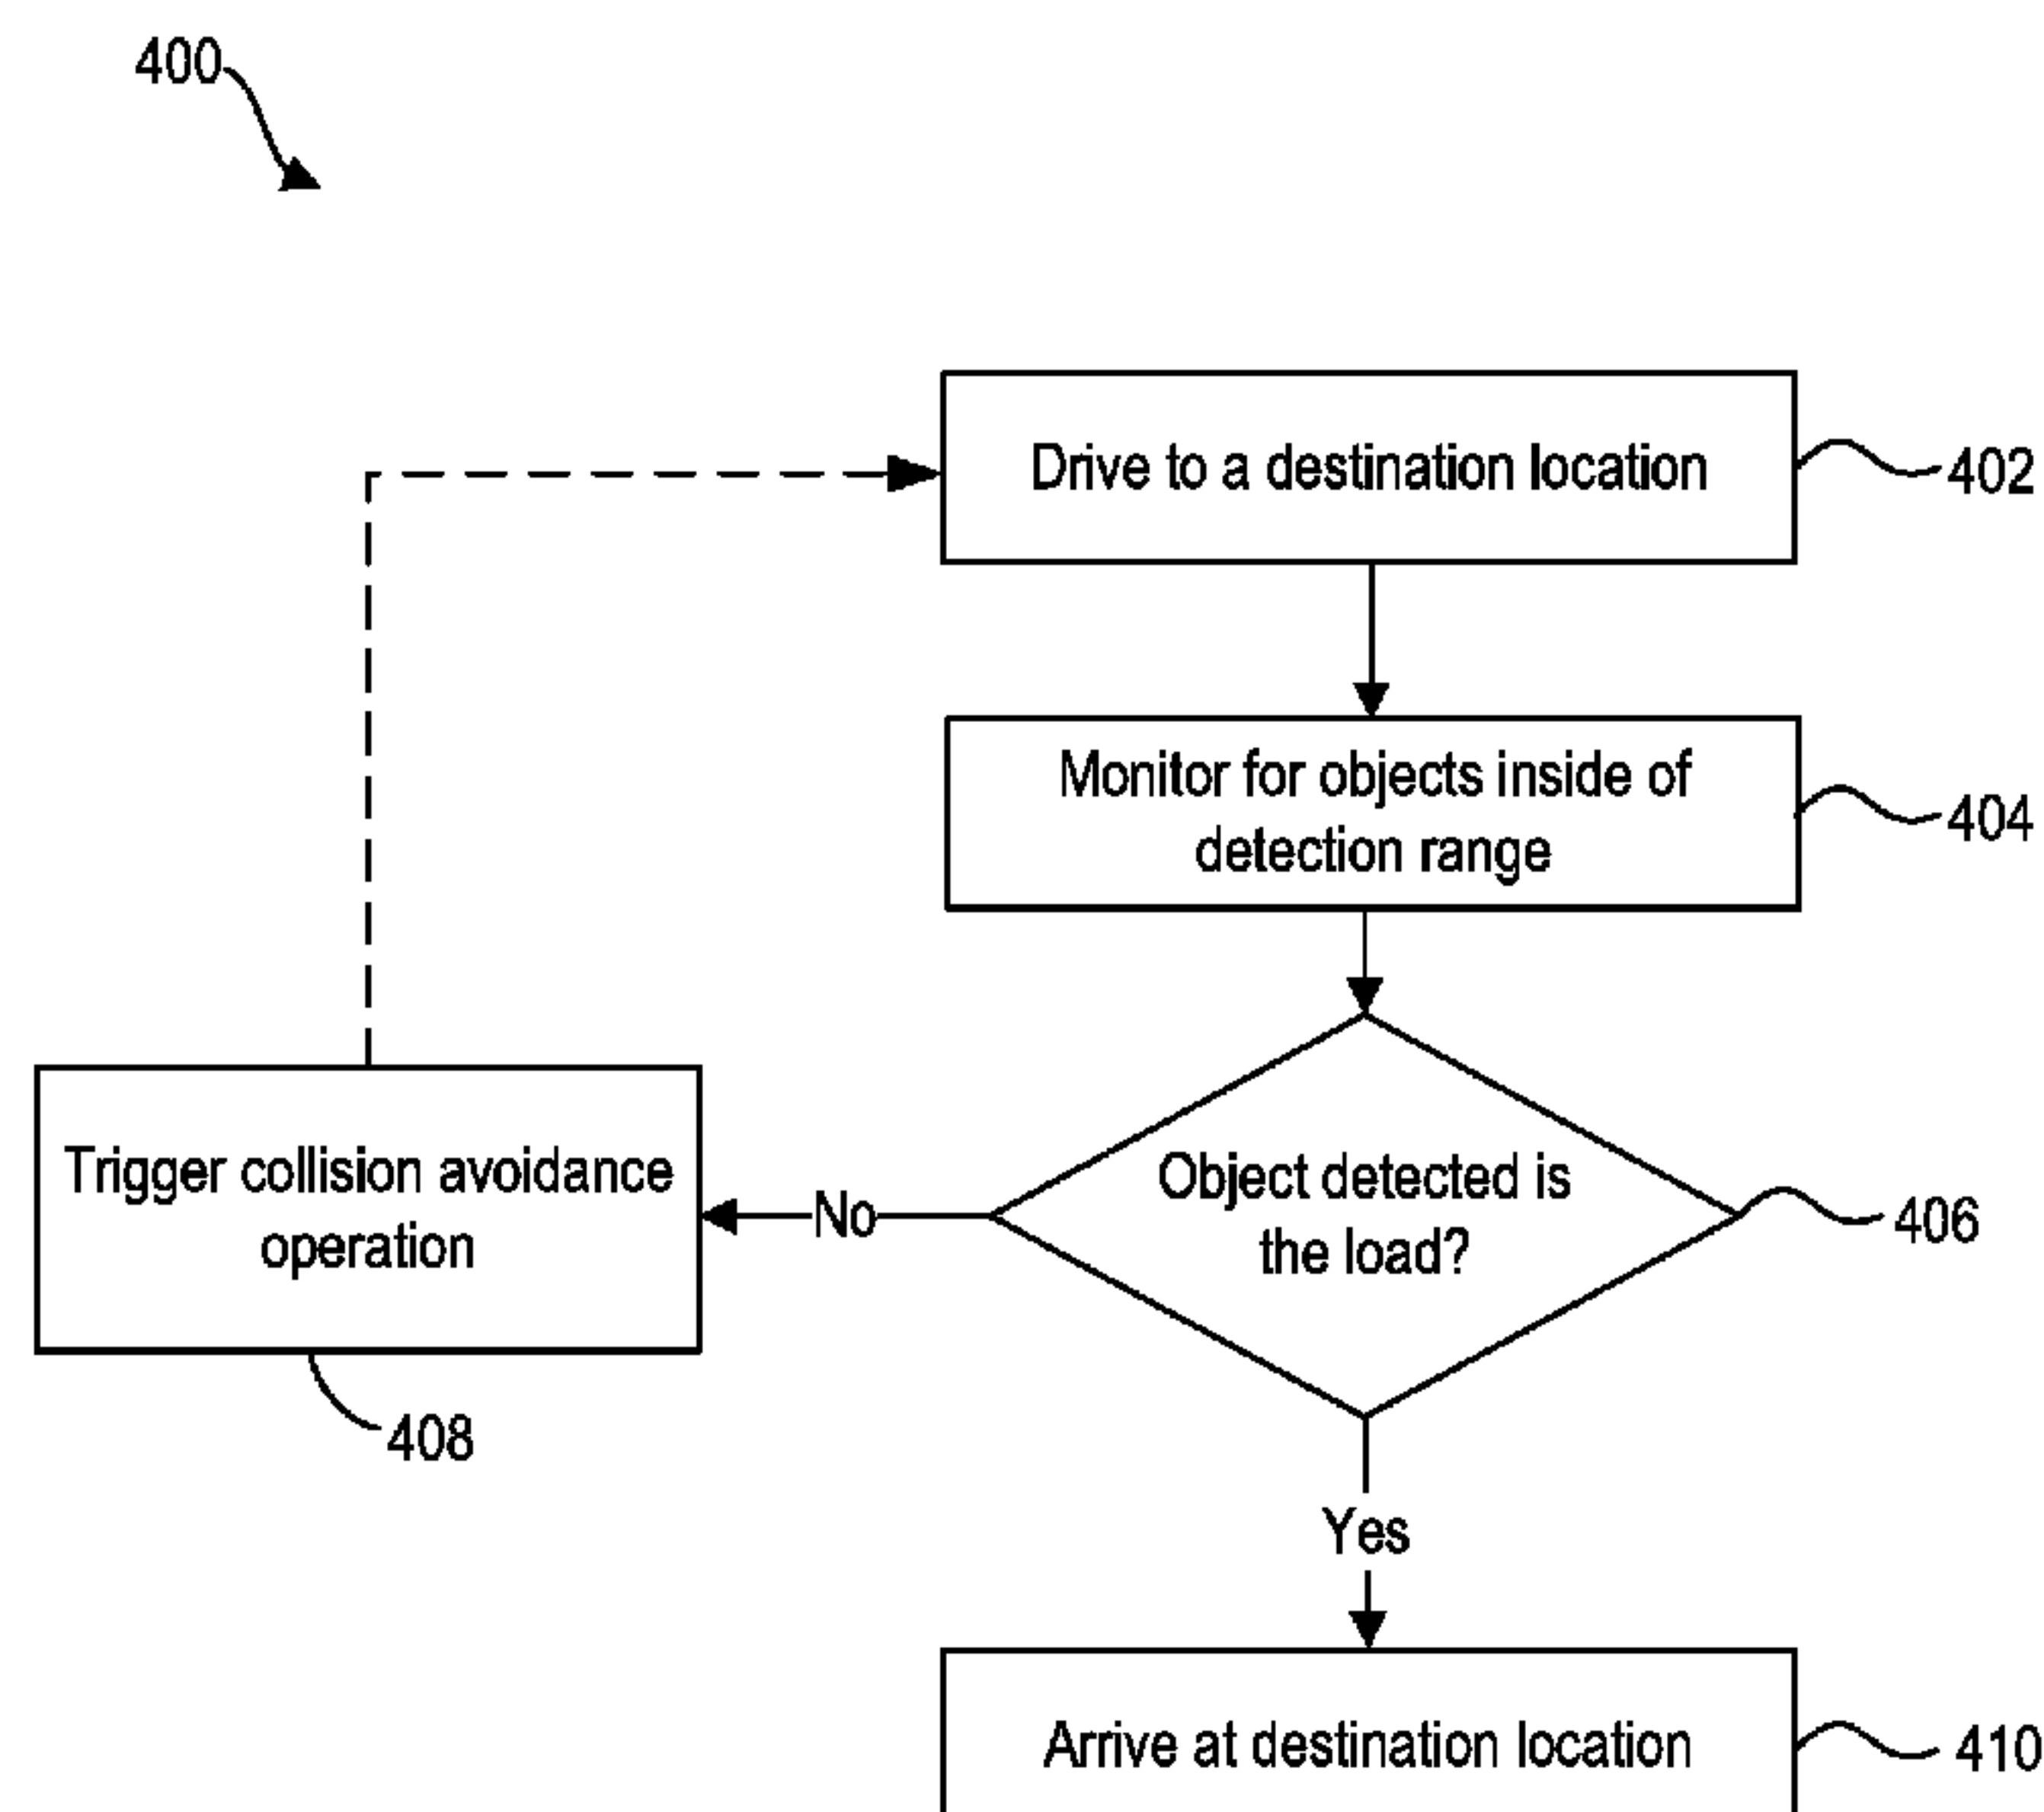 400
Drive to a destination location
402
Monitor for objects inside of
detection range
404
Object detected is
the load?
406
No
Trigger collision avoidance
operation
408
Yes
Arrive at destination location
410